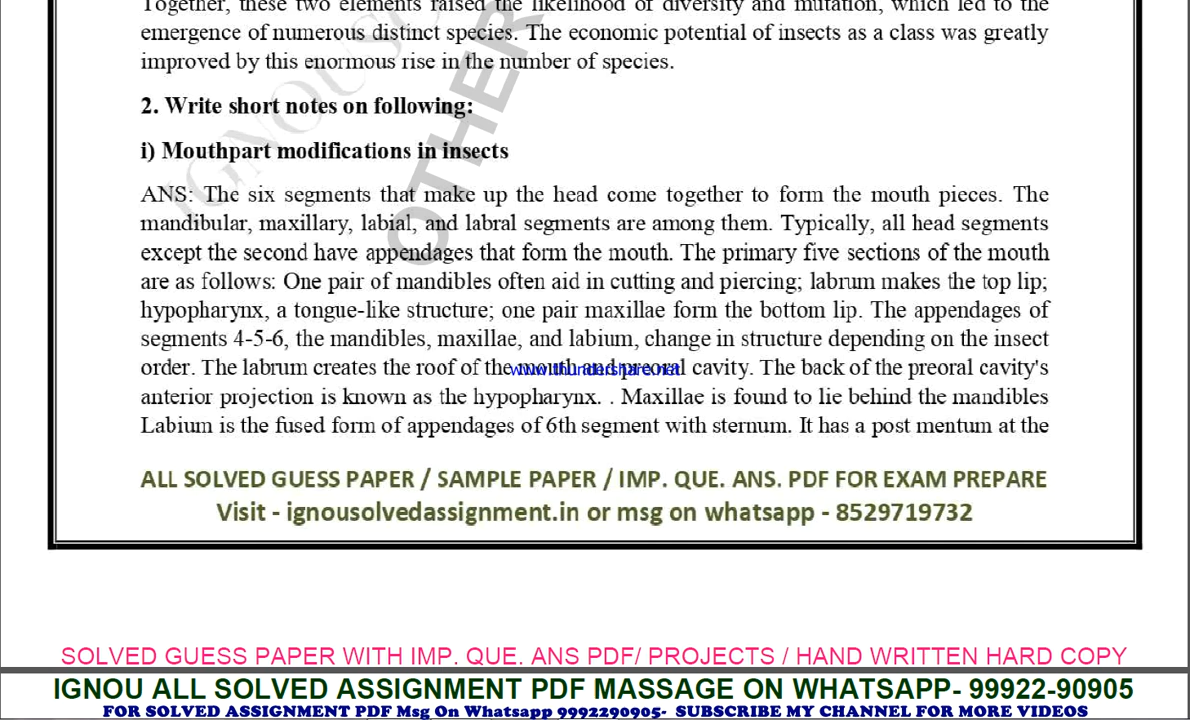 Together, these two elements raised the likelihood of diversity and mutation, which led to the
emergence of numerous distinct species. The economic potential of insects as a class was greatly
improved by this enormous rise in the number of species.
2. Write short notes on following:
i) Mouthpart modifications in insects
ANS: The six segments that make up the head come together to form the mouth pieces. The
mandibular, maxillary, labial, and labral segments are among them. Typically, all head segments
except the second have appendages that form the mouth. The primary five sections of the mouth
are as follows: One pair of mandibles often aid in cutting and piercing; labrum makes the top lip;
hypopharynx, a tongue-like structure; one pair maxillae form the bottom lip. The appendages of
segments 4-5-6, the mandibles, maxillae, and labium, change in structure depending on the insect
order. The labrum creates the roof of the mouth and preoral cavity. The back of the preoral cavity's
www.thundershare.net
anterior projection is known as the hypopharynx. . Maxillae is found to lie behind the mandibles
Labium is the fused form of appendages of 6th segment with sternum. It has a post mentum at the
IGNOUS
OTHER
ALL SOLVED GUESS PAPER / SAMPLE PAPER / IMP. QUE. ANS. PDF FOR EXAM PREPARE
Visit - ignousolvedassignment.in or msg on whatsapp - 8529719732
SOLVED GUESS PAPER WITH IMP. QUE. ANS PDF/ PROJECTS / HAND WRITTEN HARD COPY
IGNOU ALL SOLVED ASSIGNMENT PDF MASSAGE ON WHATSAPP- 99922-90905
FOR SOLVED ASSIGNMENT PDF Msg On Whatsapp 9992290905- SUBSCRIBE MY CHANNEL FOR MORE VIDEOS